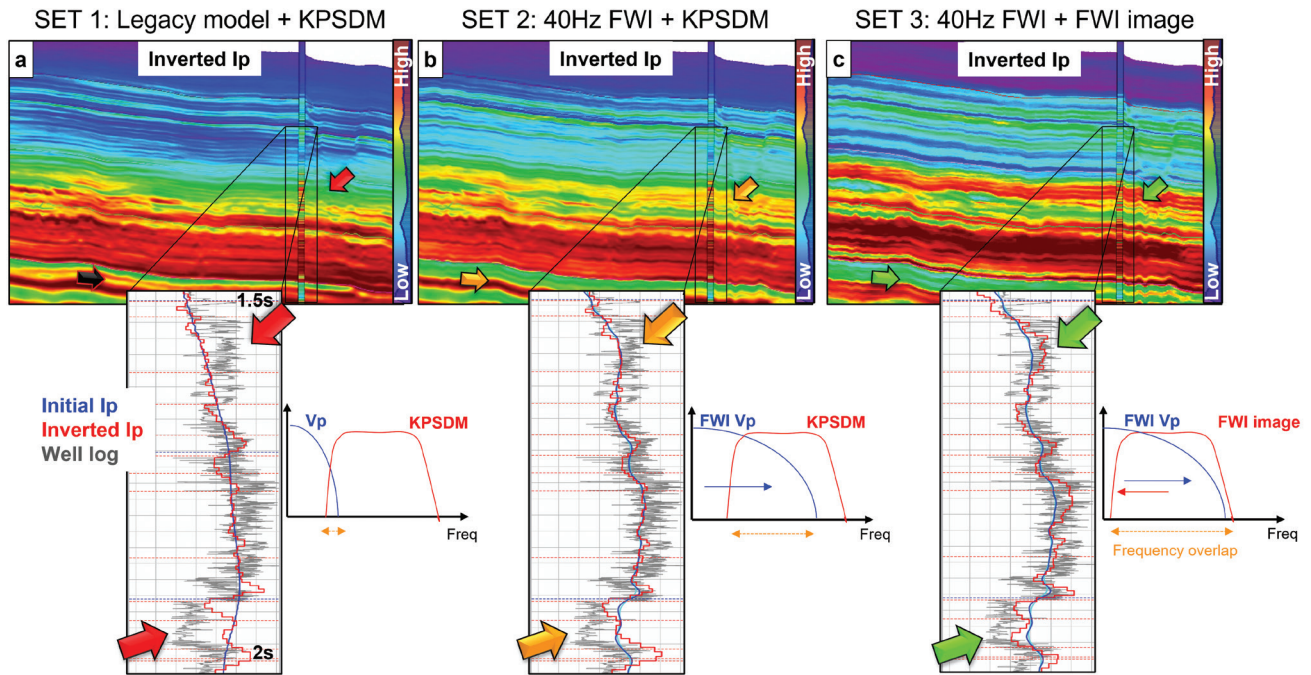 SET 1: Legacy model + KPSDM
SET 2: 40Hz FWI + KPSDM
SET 3: 40Hz FWI + FWI image
a
Inverted Ip
High
Low
b
Inverted Ip
High
Low
c
Inverted Ip
High
Low
1.5s
2s
Initial Ip
Inverted Ip
Well log
Vp
KPSDM
Freq
FWI Vp
KPSDM
Freq
FWI Vp
FWI image
Freq
Frequency overlap